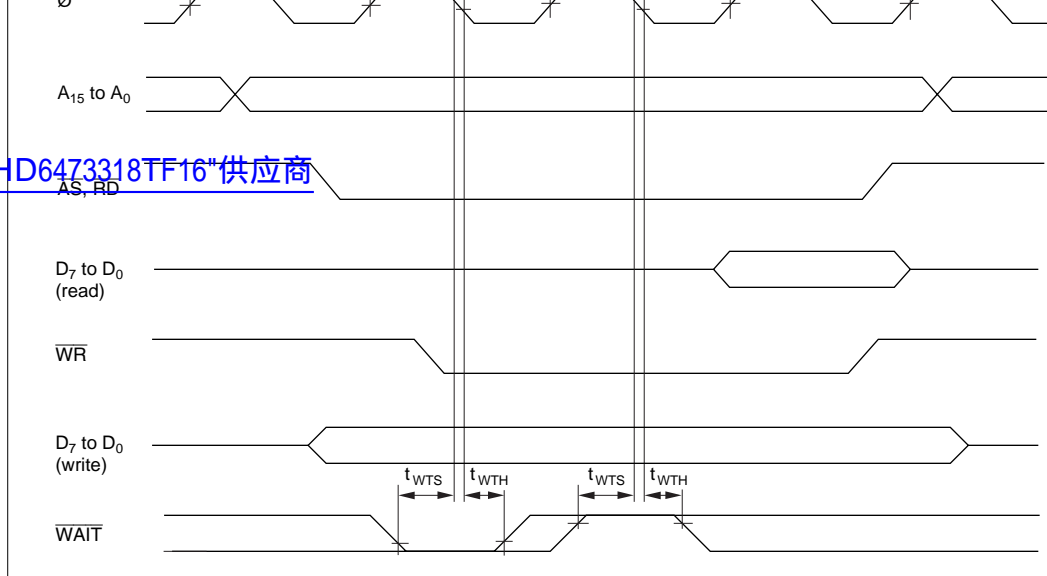 Ø
A15 to A0
HD6473318TF16"供应商
AS, RD
D7 to D0
(read)
WR
D7 to D0
(write)
tWTS tWTH tWTS tWTH
WAIT